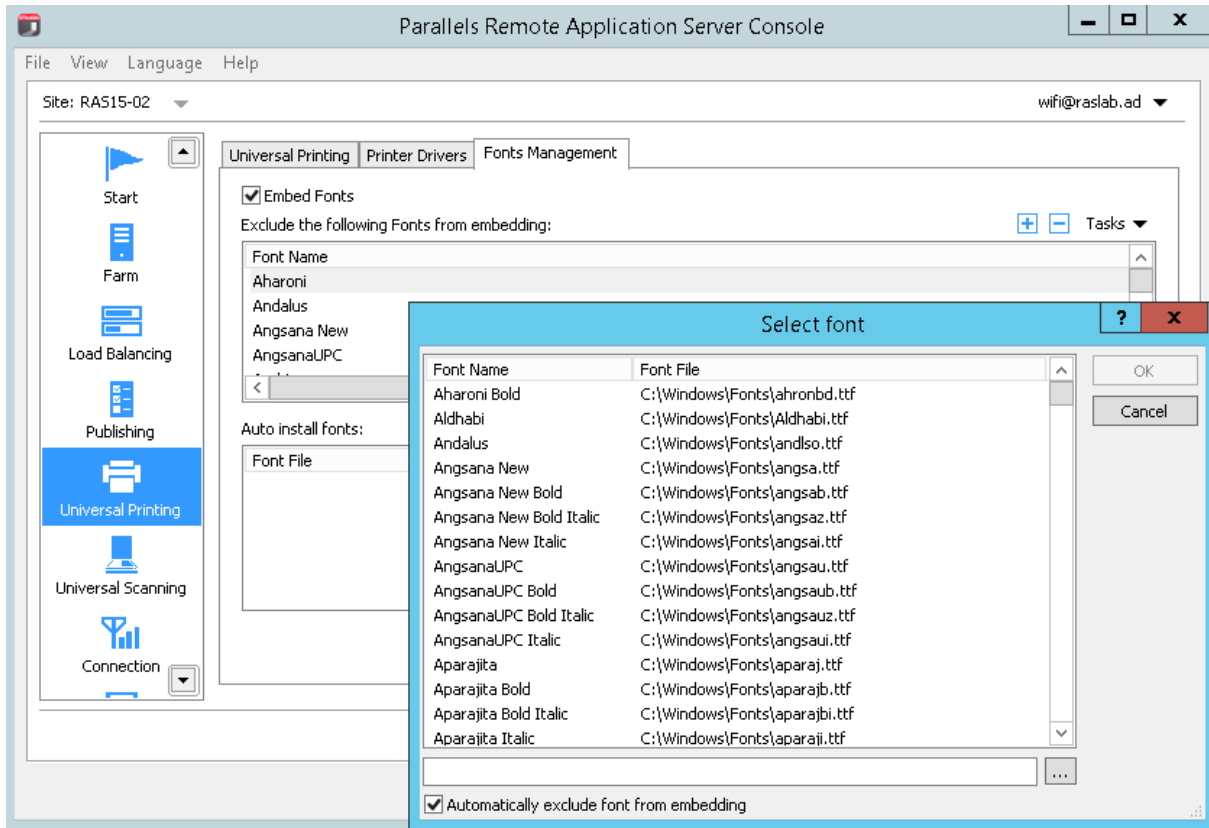 Parallels Remote Application Server Console
File View Language Help
Site: RAS15-02
wifi@raslab.ad
Start
Farm
Load Balancing
Publishing
Universal Printing
Universal Scanning
Connection
Universal Printing Printer Drivers Fonts Management
Embed Fonts
Exclude the following Fonts from embedding:
Tasks
Font Name
Aharoni
Andalus
Angsana New
AngsanaUPC
Auto install fonts:
Font File
Select font
?
Font Name Font File
Aharoni Bold C:\Windows\Fonts\ahronbd.ttf
Aldhabi C:\Windows\Fonts\Aldhabi.ttf
Andalus C:\Windows\Fonts\andlso.ttf
Angsana New C:\Windows\Fonts\angsa.ttf
Angsana New Bold C:\Windows\Fonts\angsab.ttf
Angsana New Bold Italic C:\Windows\Fonts\angsaz.ttf
Angsana New Italic C:\Windows\Fonts\angsai.ttf
AngsanaUPC C:\Windows\Fonts\angsau.ttf
AngsanaUPC Bold C:\Windows\Fonts\angsaub.ttf
AngsanaUPC Bold Italic C:\Windows\Fonts\angsauz.ttf
AngsanaUPC Italic C:\Windows\Fonts\angsaui.ttf
Aparajita C:\Windows\Fonts\aparaj.ttf
Aparajita Bold C:\Windows\Fonts\aparajb.ttf
Aparajita Bold Italic C:\Windows\Fonts\aparajbi.ttf
Aparajita Italic C:\Windows\Fonts\aparaji.ttf
OK
Cancel
...
Automatically exclude font from embedding